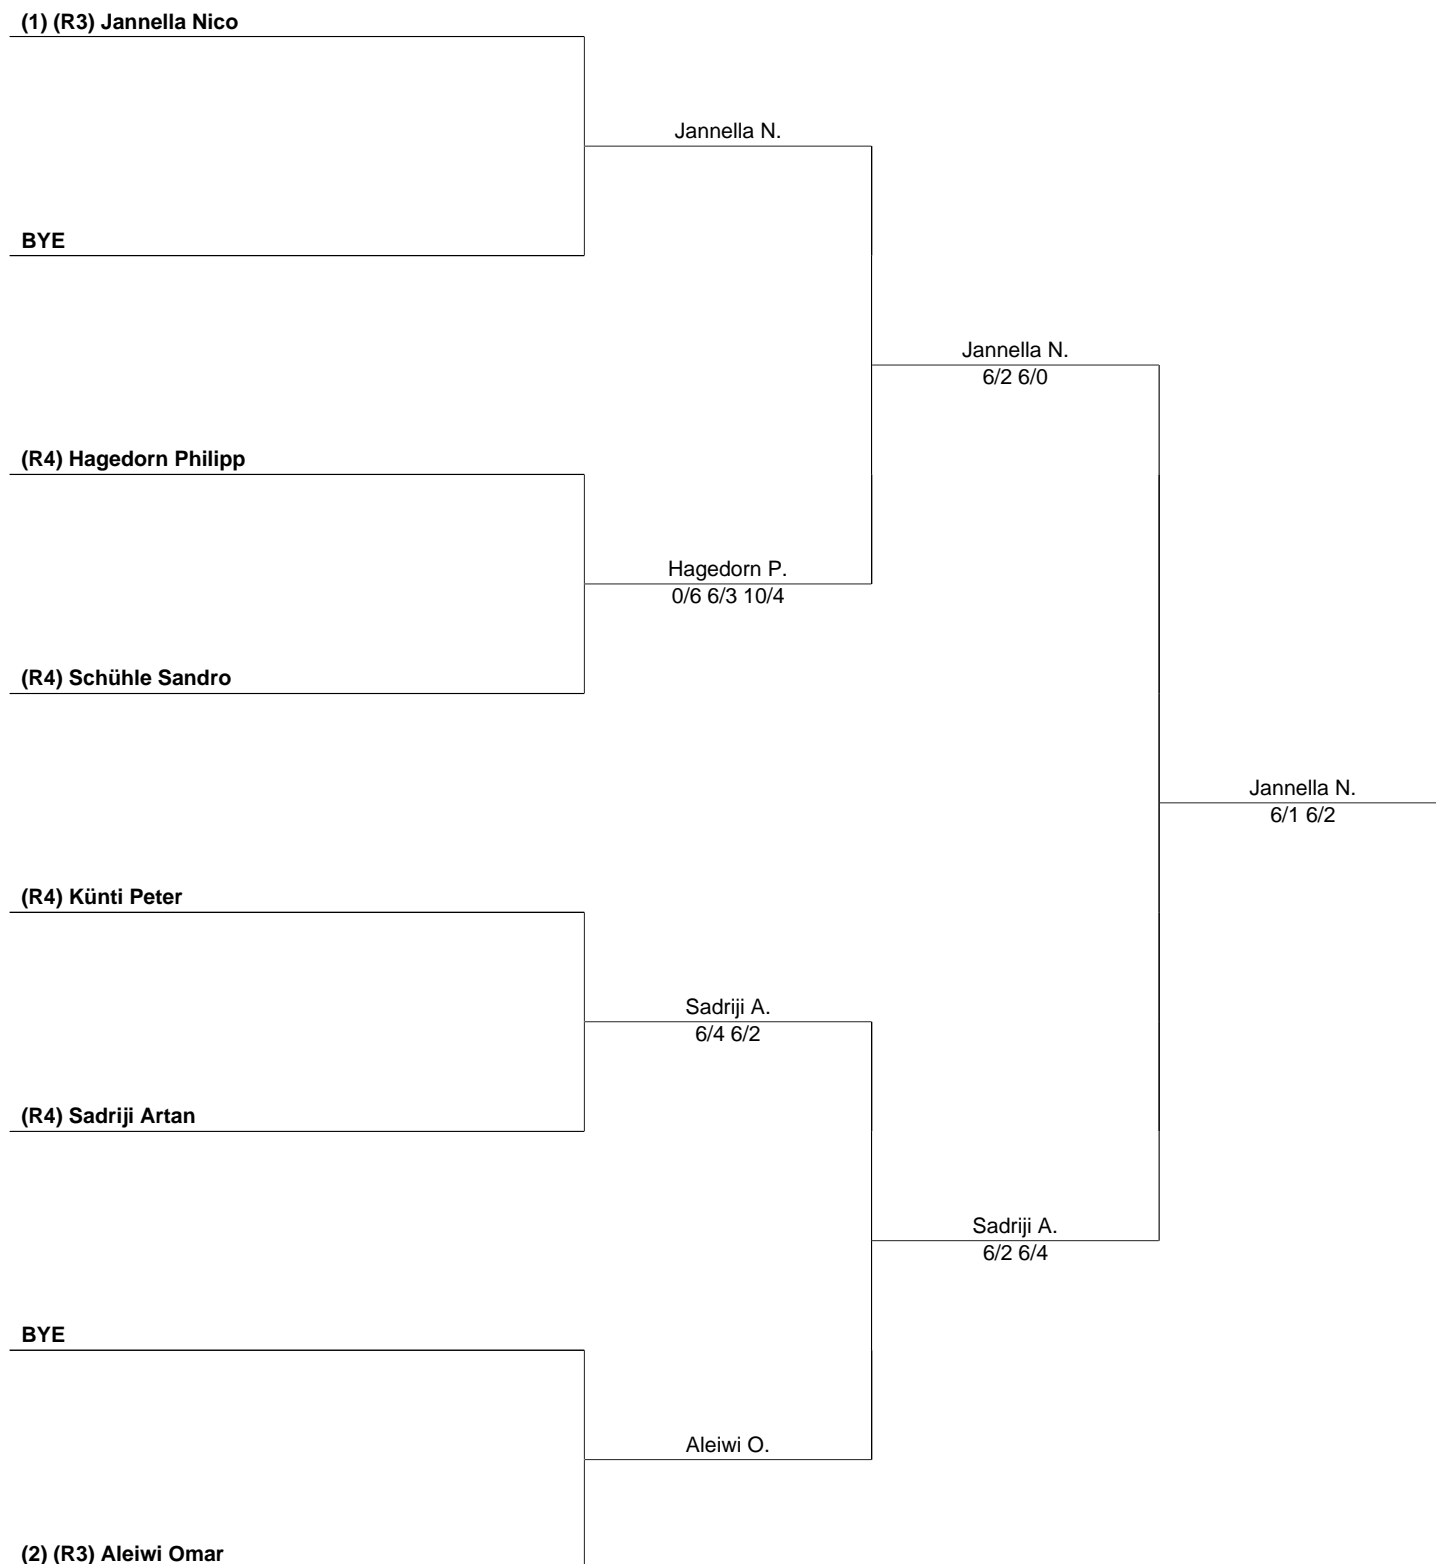 (1) (R3) Jannella Nico
Jannella N.
BYE
Jannella N.
6/2 6/0
(R4) Hagedorn Philipp
Hagedorn P.
0/6 6/3 10/4
(R4) Schühle Sandro
Jannella N.
6/1 6/2
(R4) Künti Peter
Sadriji A.
6/4 6/2
(R4) Sadriji Artan
Sadriji A.
6/2 6/4
BYE
Aleiwi O.
(2) (R3) Aleiwi Omar